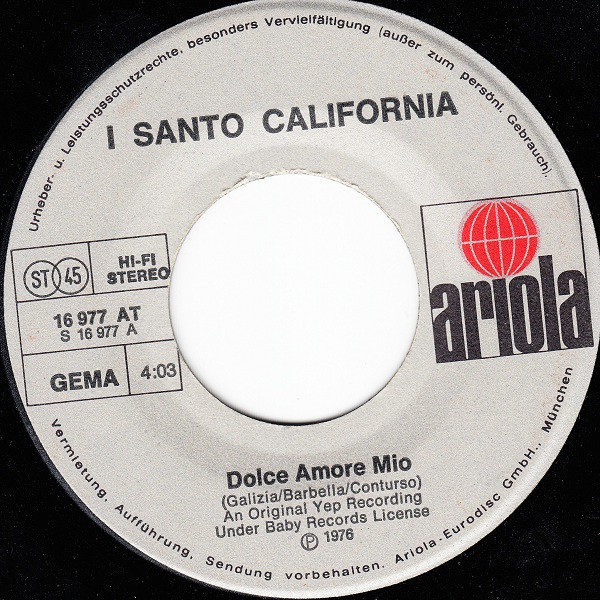 Urheber- u. Leistungsschutzrechte, besonders Vervielfältigung (außer zum persönl. Gebrauch).
I SANTO CALIFORNIA
ariola
ST 45
HI-FI
STEREO
16 977 AT
S 16 977 A
GEMA
4:03
Dolce Amore Mio
(Galizia/Barbella/Conturso)
An Original Yep Recording
Under Baby Records License
Ⓟ 1976
Vermietung, Aufführung, Sendung vorbehalten. Ariola-Eurodisc GmbH., München